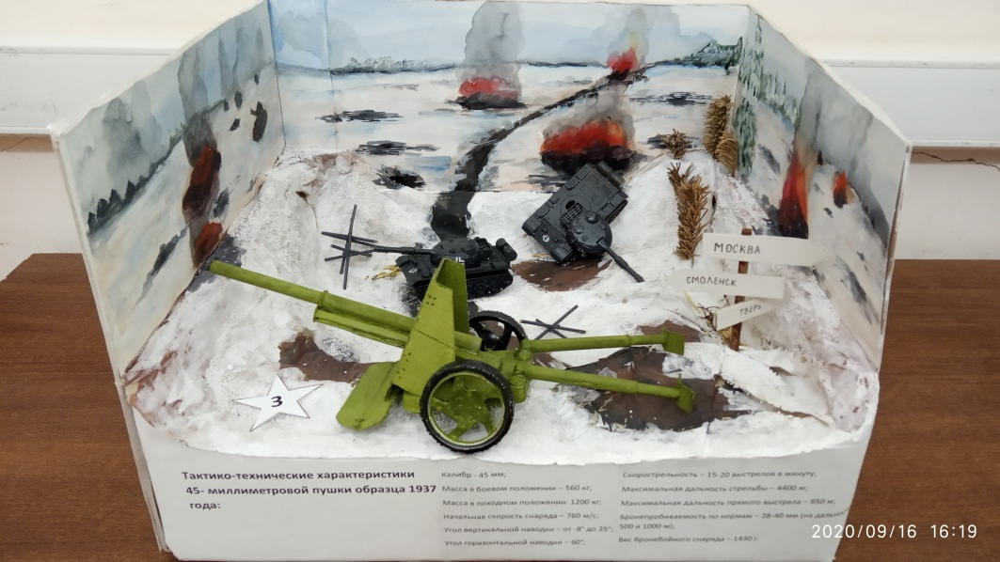 МОСКВА
СМОЛЕНСК
ТВЕРЬ
3
Тактико-технические характеристики
45- миллиметровой пушки образца 1937
года:
Калибр - 45 мм;
Масса в боевом положении – 560 кг;
Масса в походном положении: 1200 кг;
Начальная скорость снаряда – 760 м/с;
Угол вертикальной наводки – от -8° до 25°;
Угол горизонтальной наводки – 60°;
Скорострельность – 15-20 выстрелов в минуту;
Максимальная дальность стрельбы – 4400 м;
Максимальная дальность прямого выстрела – 850 м;
Бронепробиваемость по нормам – 28-40 мм (на
500 и 1000 м);
Вес бронебойного снаряда – 1430 г.
2020/09/16 16:19